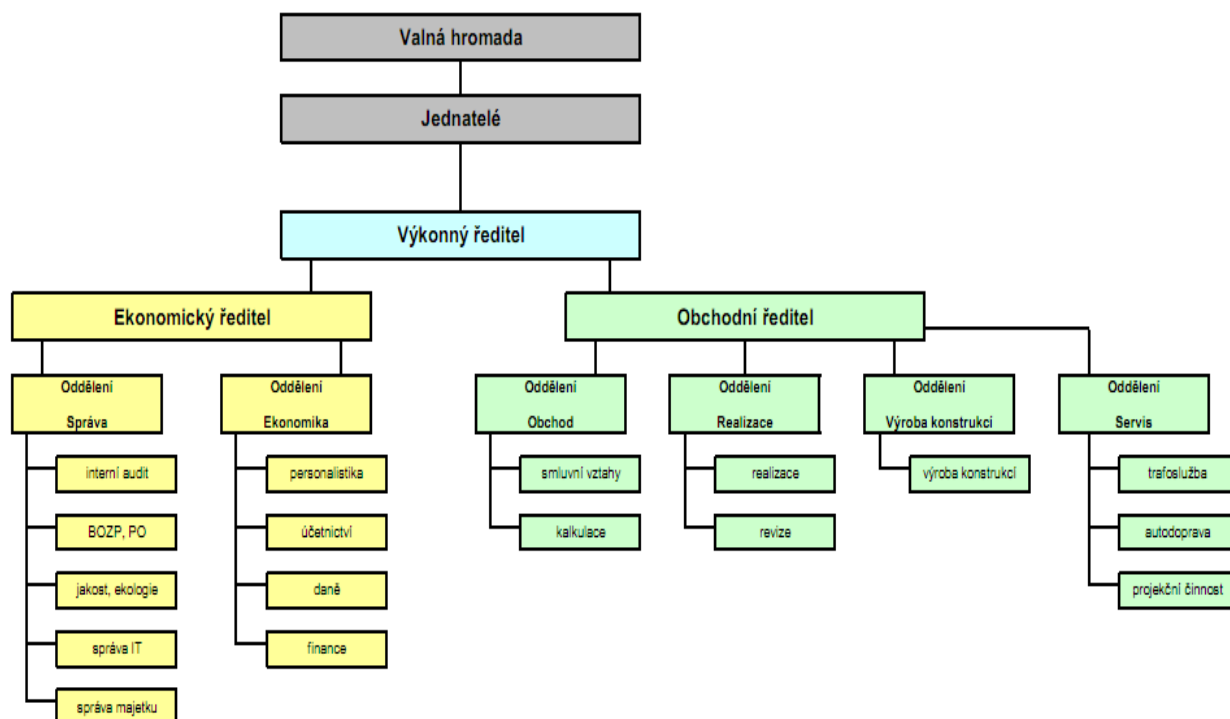 Valná hromada
Jednatelé
Výkonný ředitel
Ekonomický ředitel
Obchodní ředitel
Oddělení
Správa
Oddělení
Ekonomika
Oddělení
Obchod
Oddělení
Realizace
Oddělení
Výroba konstrukcí
Oddělení
Servis
interní audit
BOZP, PO
jakost, ekologie
správa IT
správa majetku
personalistika
účetnictví
daně
finance
smluvní vztahy
kalkulace
realizace
revize
výroba konstrukcí
trafoslužba
autodoprava
projekční činnost